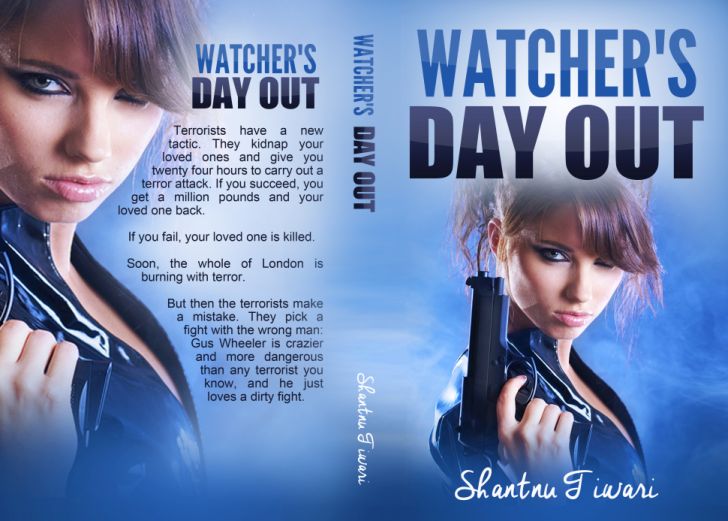 WATCHER'S
DAY OUT
Terrorists have a new
tactic. They kidnap your
loved ones and give you
twenty four hours to carry out a
terror attack. If you succeed, you
get a million pounds and your
loved one back.
If you fail, your loved one is killed.
Soon, the whole of London is
burning with terror.
But then the terrorists make
a mistake. They pick a
fight with the wrong man:
Gus Wheeler is crazier
and more dangerous
than any terrorist you
know, and he just
loves a dirty fight.
WATCHER'S DAY OUT
Shantnu Tiwari
WATCHER'S
DAY OUT
Shantnu Tiwari